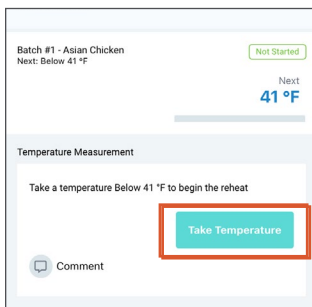 Batch #1 - Asian Chicken
Not Started
Next: Below 41 °F
Next
41 °F
Temperature Measurement
Take a temperature Below 41 °F to begin the reheat
Take Temperature
Comment